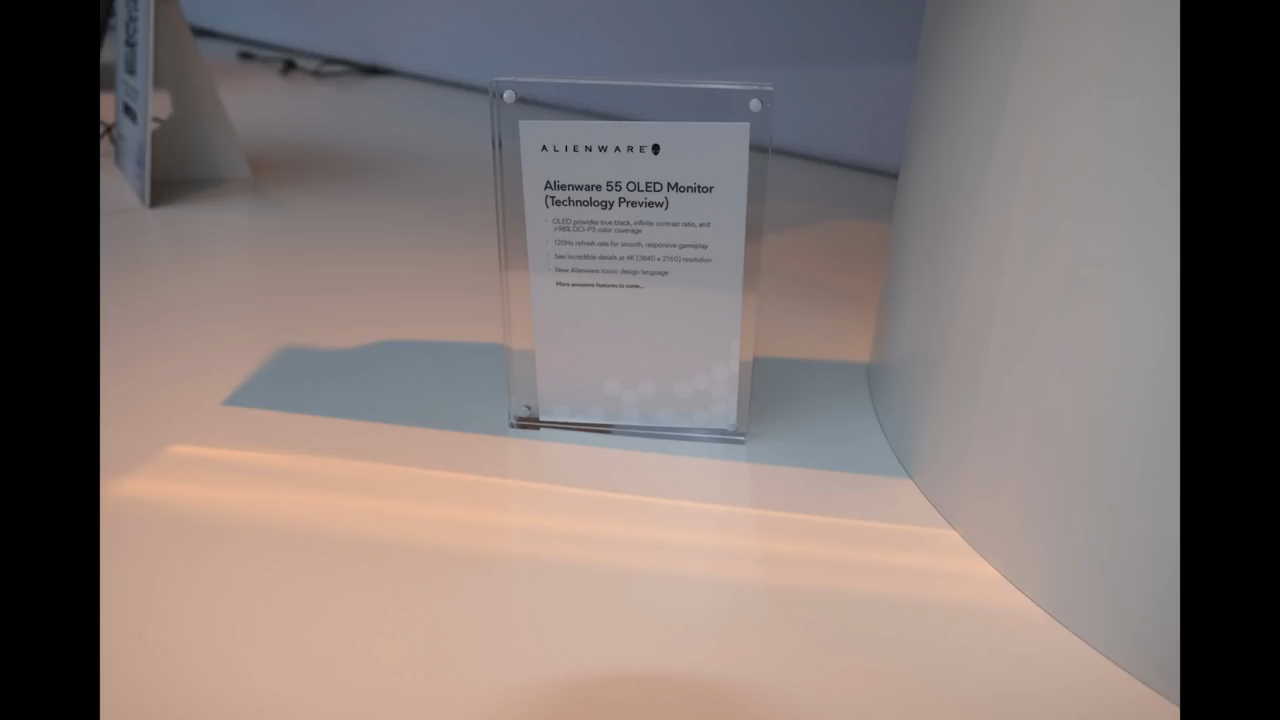 ALIENWARE
Alienware 55 OLED Monitor
(Technology Preview)
· OLED provides true black, infinite contrast ratio, and
>98% DCI-P3 color coverage
· 120Hz refresh rate for smooth, responsive gameplay
· See incredible details at 4K (3840 x 2160) resolution
· New Alienware iconic design language
More awesome features to come...